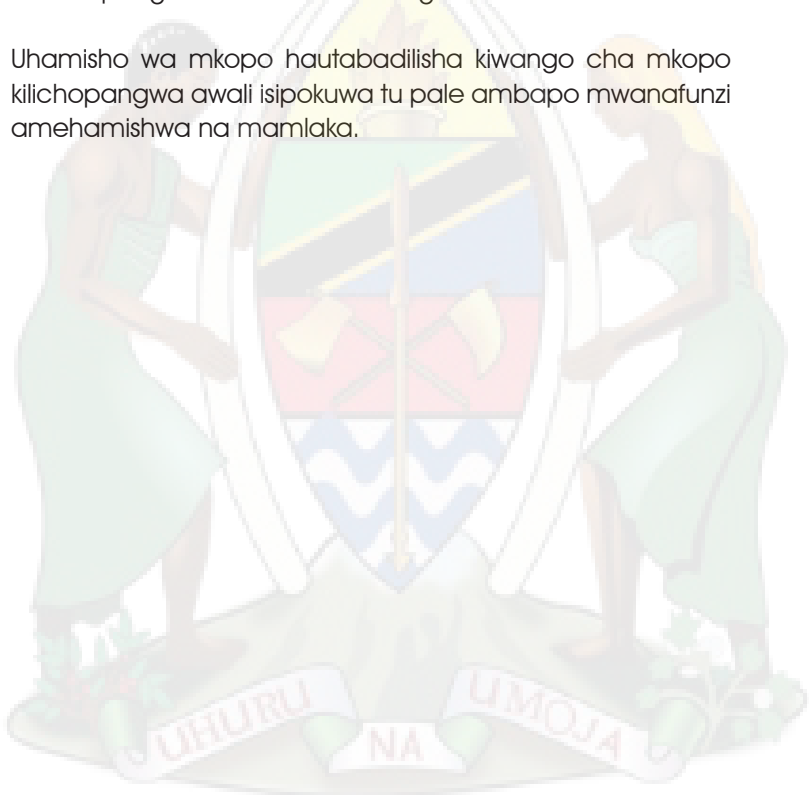 Uhamisho wa mkopo hautabadilisha kiwango cha mkopo
kilichopangwa awali isipokuwa tu pale ambapo mwanafunzi
amehamishwa na mamlaka.
UHURU NA UMOJA